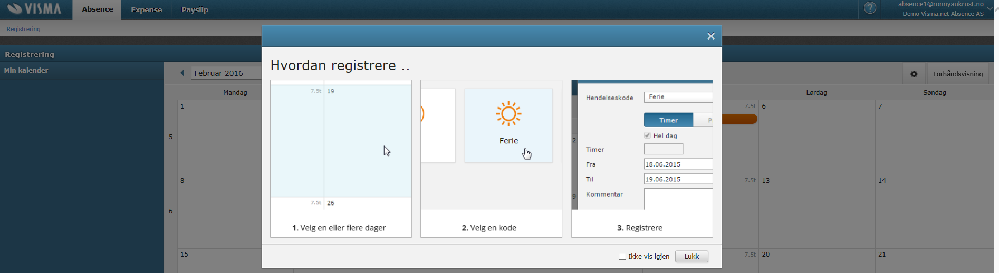 VISMA
Absence
Expense
Payslip
?
absence1@ronnyaukrust.no
Demo Visma.net Absence AS
Registrering
Registrering
Min kalender
Februar 2016
Forhåndsvisning
Mandag
Lørdag
Søndag
1
7.5t 6
7
5
8
7.5t 13
14
6
15
7.5t 20
21
Hvordan registrere ..
7.5t 19
7.5t 26
1. Velg en eller flere dager
Ferie
2. Velg en kode
2
9
Hendelseskode Ferie
Timer P
Hel dag
Timer
Fra 18.06.2015
Til 19.06.2015
Kommentar
3. Registrere
Ikke vis igjen
Lukk